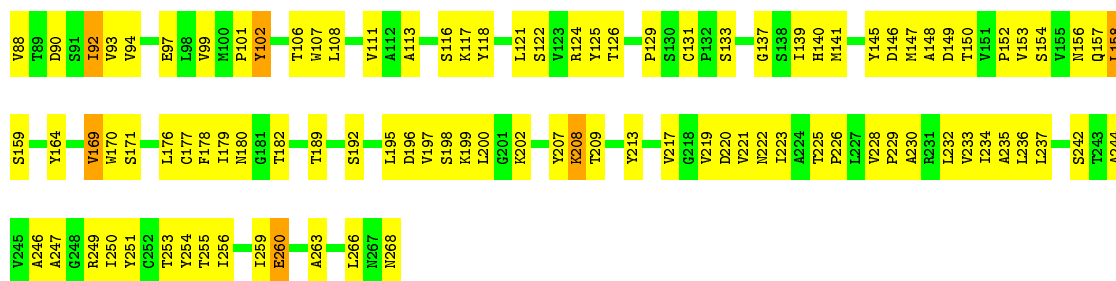 V88 T89 D90 S91 I92 V93 V94 E97 L98 V99 M100 P101 Y102 T106 W107 L108 V111 A112 A113 S116 K117 Y118 L121 S122 V123 R124 Y125 T126 P129 S130 C131 P132 S133 G137 S138 I139 H140 M141 Y145 D146 M147 A148 D149 T150 V151 P152 V153 S154 V155 N156 Q157 L158
S159 Y164 V169 W170 S171 L176 C177 F178 I179 N180 G181 T182 T189 S192 L195 D196 V197 S198 K199 L200 G201 K202 Y207 K208 T209 Y213 V217 G218 V219 D220 V221 N222 I223 A224 T225 P226 L227 V228 P229 A230 R231 L232 V233 I234 A235 L236 L237 S242 T243 A244
V245 A246 A247 G248 R249 I250 Y251 C252 T253 Y254 T255 I256 I259 E260 A263 L266 N267 N268